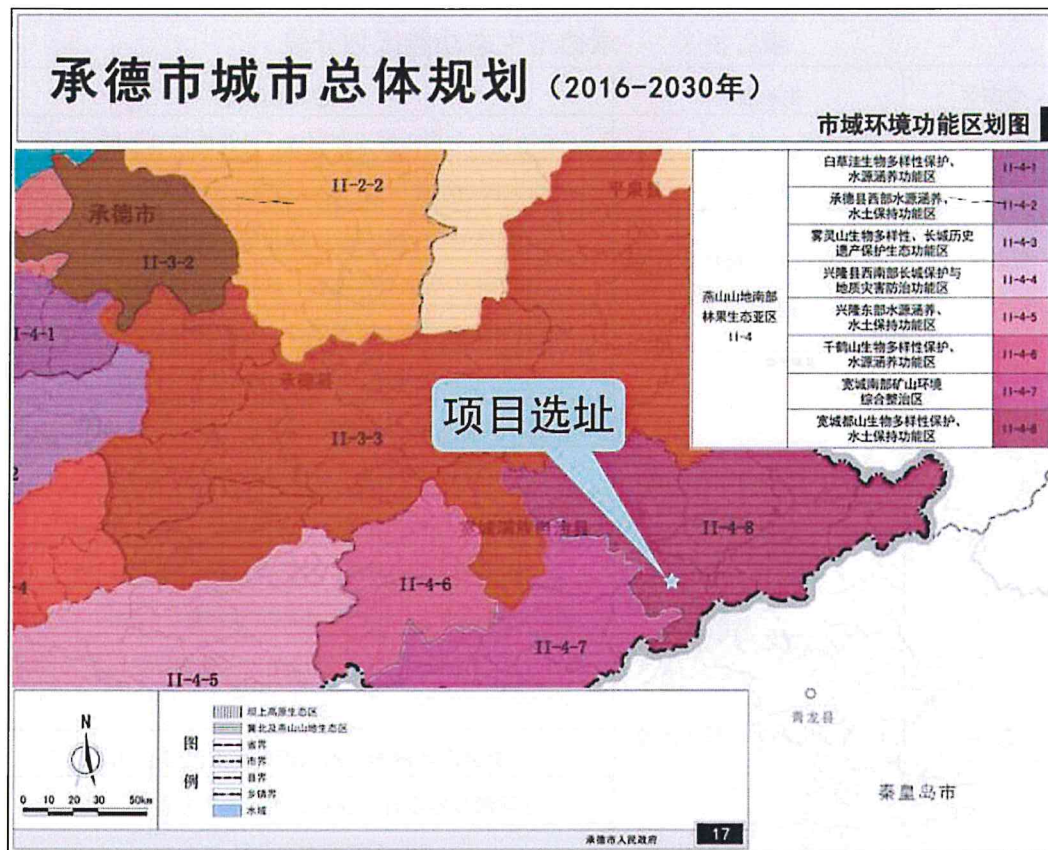 承德市城市总体规划（2016-2030年）
市域环境功能区划图
燕山山地南部
林果生态亚区
II-4
白草洼生物多样性保护、
水源涵养功能区
II-4-1
承德县西部水源涵养、
水土保持功能区
II-4-2
雾灵山生物多样性、长城历史
遗产保护生态功能区
II-4-3
兴隆县西南部长城保护与
地质灾害防治功能区
II-4-4
兴隆东部水源涵养、
水土保持功能区
II-4-5
千鹤山生物多样性保护、
水源涵养功能区
II-4-6
宽城南部矿山环境
综合整治区
II-4-7
宽城都山生物多样性保护、
水土保持功能区
II-4-8
II-2-2
平泉县
承德市
II-3-2
I-4-1
承德县
II-3-3
项目选址
2
宽城满族自治县
II-4-8
-4
II-4-6
II-4-7
II-4-5
青龙县
秦皇岛市
N
0 10 20 30 50km
图例
坝上高原生态区
冀北及燕山山地生态区
省界
市界
县界
乡镇界
水域
承德市人民政府
17